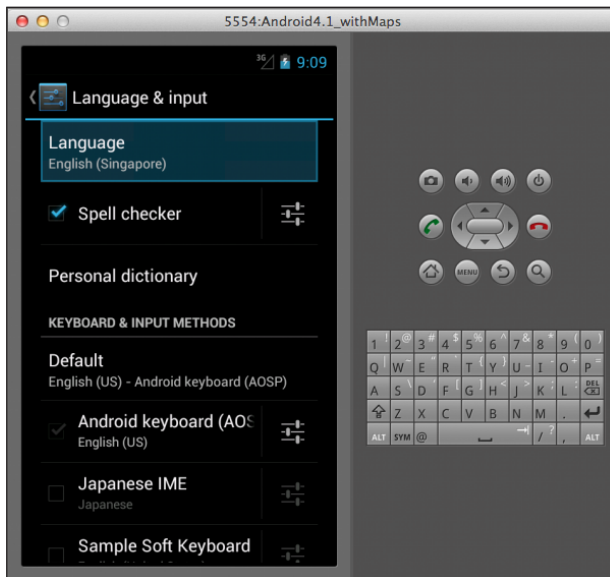 5554:Android4.1_withMaps
3G 9:09
Language & input
Language
English (Singapore)
Spell checker
Personal dictionary
KEYBOARD & INPUT METHODS
Default
English (US) - Android keyboard (AOSP)
Android keyboard (AOS
English (US)
Japanese IME
Japanese
Sample Soft Keyboard
MENU
1 ! 2 @ 3 # 4 $ 5 % 6 ^ 7 & 8 * 9 ( 0 )
Q W E R T Y U I O P
A S D F G H J K L DEL
Z X C V B N M .
ALT SYM @ / ? , ALT